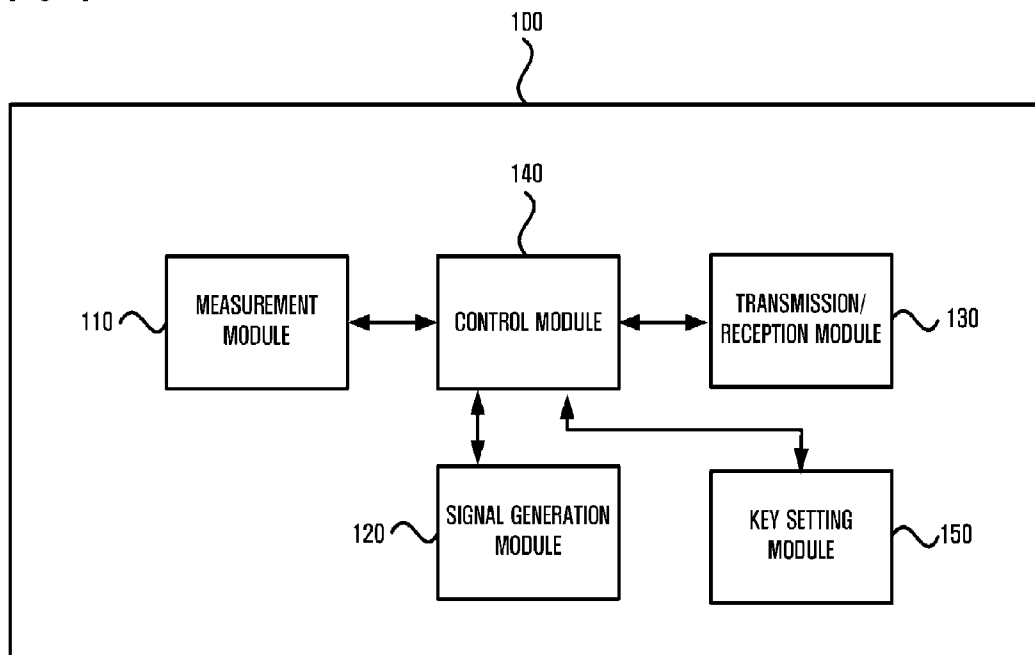 100
140
110
MEASUREMENT
MODULE
CONTROL MODULE
TRANSMISSION/
RECEPTION MODULE
130
120
SIGNAL GENERATION
MODULE
KEY SETTING
MODULE
150